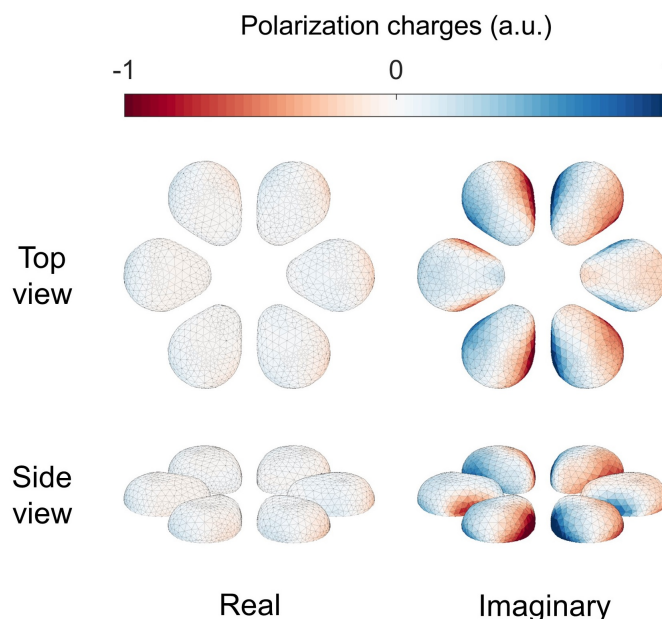 Polarization charges (a.u.)
-1 0
Top
view
Side
view
Real Imaginary